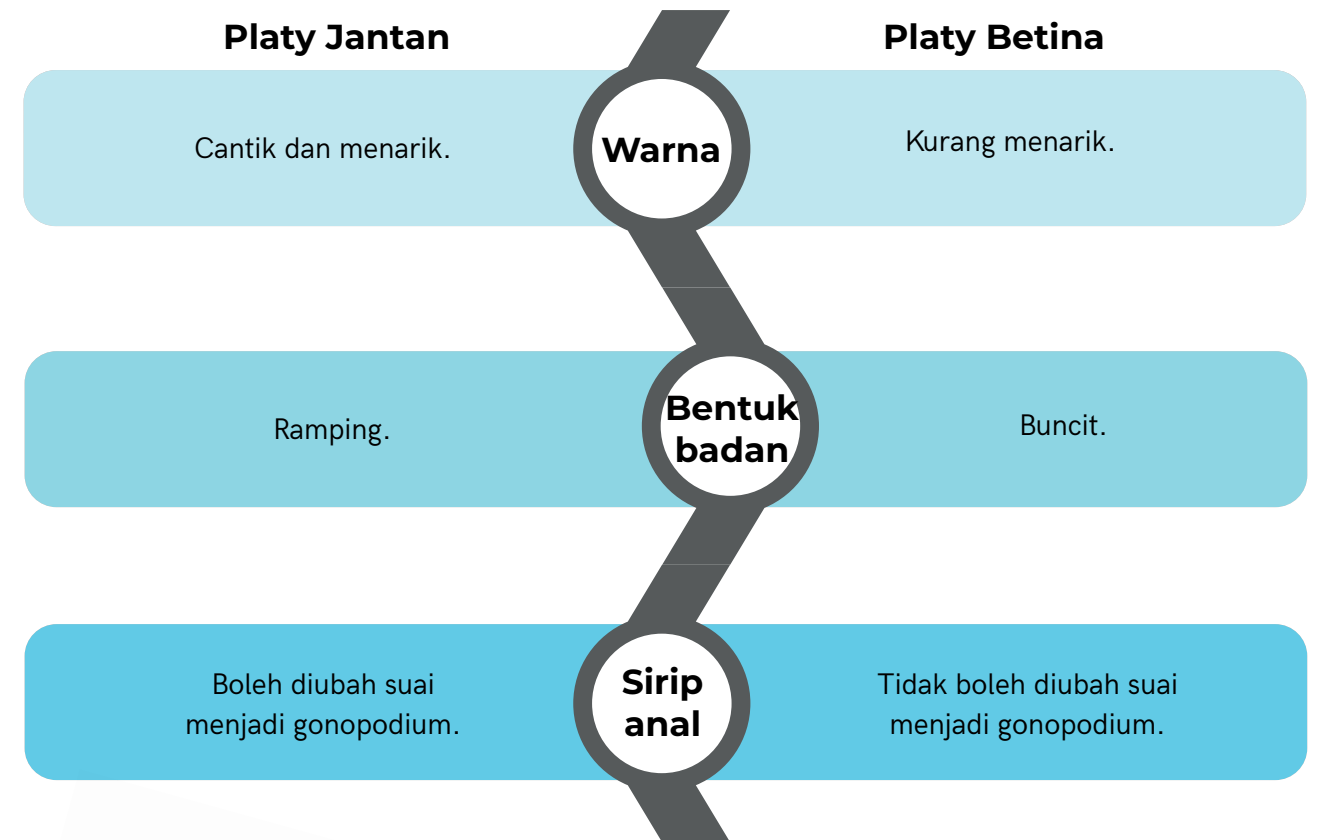 Platy Jantan
Platy Betina
Cantik dan menarik.
Warna
Kurang menarik.
Ramping.
Bentuk
badan
Buncit.
Boleh diubah suai
menjadi gonopodium.
Sirip
anal
Tidak boleh diubah suai
menjadi gonopodium.